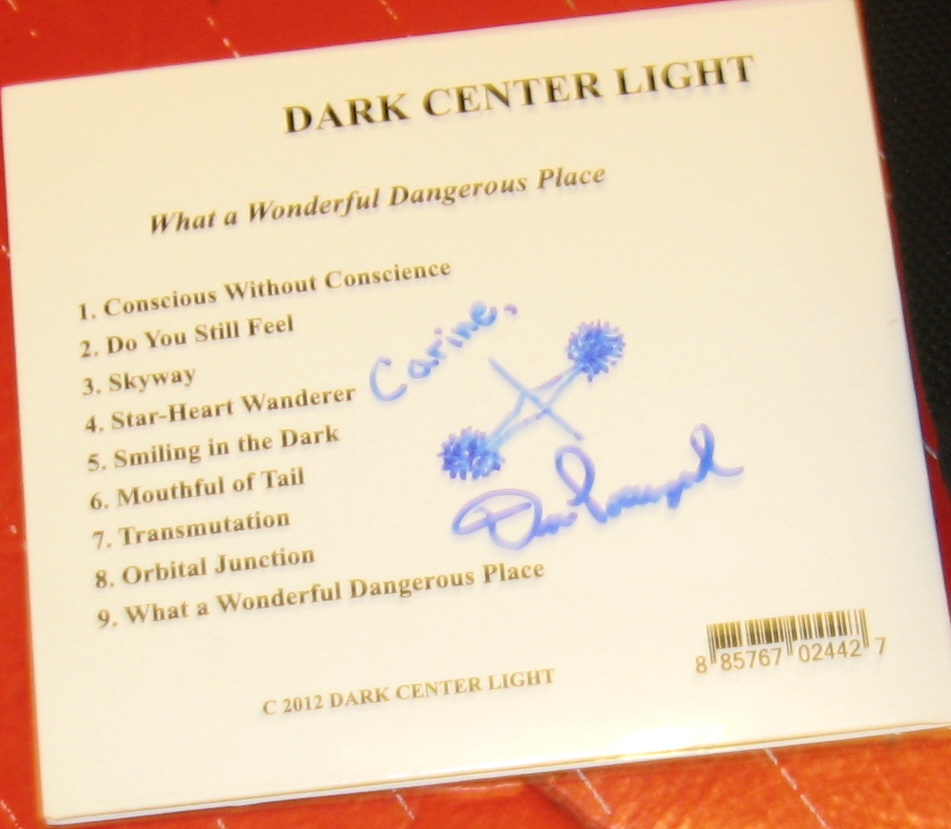 DARK CENTER LIGHT
What a Wonderful Dangerous Place
1. Conscious Without Conscience
2. Do You Still Feel
3. Skyway
4. Star-Heart Wanderer
5. Smiling in the Dark
6. Mouthful of Tail
7. Transmutation
8. Orbital Junction
9. What a Wonderful Dangerous Place
Carine,
C 2012 DARK CENTER LIGHT
8 85767 02442 7